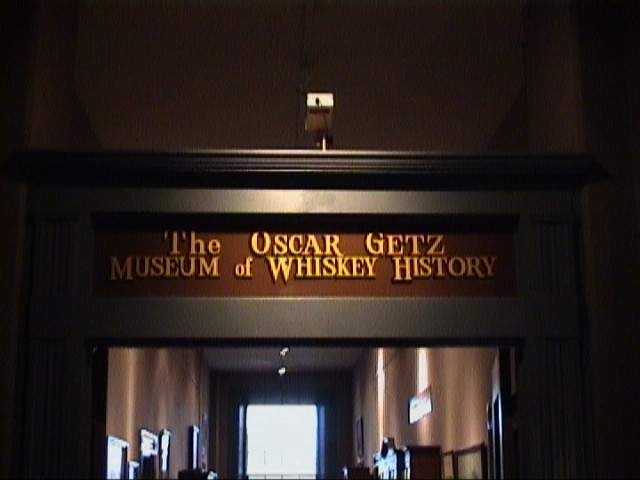 The Oscar Getz
Museum of Whiskey History